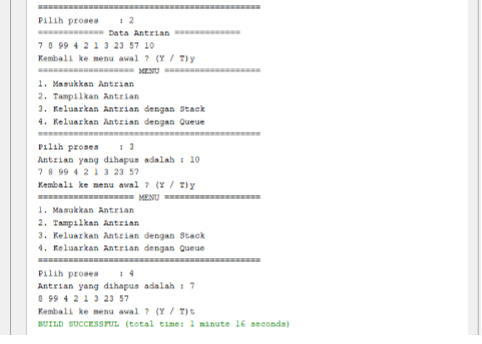 ===========================================
Pilih proses    : 2
============= Data Antrian =============
7 8 99 4 2 1 3 23 57 10
Kembali ke menu awal ? (Y / T)y
=================== MENU ===================
1. Masukkan Antrian
2. Tampilkan Antrian
3. Keluarkan Antrian dengan Stack
4. Keluarkan Antrian dengan Queue
===========================================
Pilih proses    : 3
Antrian yang dihapus adalah : 10
7 8 99 4 2 1 3 23 57
Kembali ke menu awal ? (Y / T)y
=================== MENU ===================
1. Masukkan Antrian
2. Tampilkan Antrian
3. Keluarkan Antrian dengan Stack
4. Keluarkan Antrian dengan Queue
===========================================
Pilih proses    : 4
Antrian yang dihapus adalah : 7
8 99 4 2 1 3 23 57
Kembali ke menu awal ? (Y / T)t
BUILD SUCCESSFUL (total time: 1 minute 16 seconds)